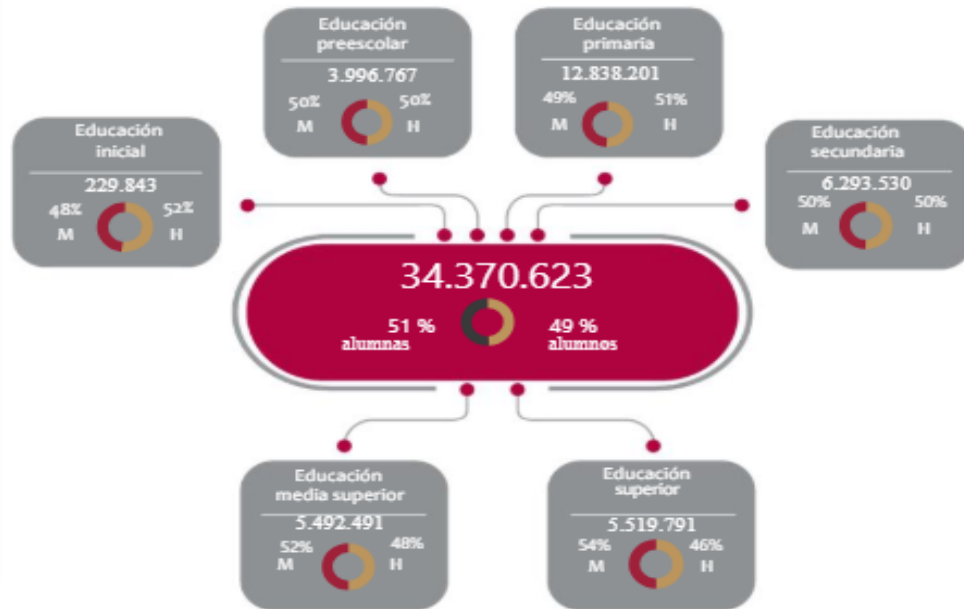 Educación
preescolar
3.996.767
50% 50%
M H
Educación
primaria
12.838.201
49% 51%
M H
Educación
inicial
229.843
48% 52%
M H
Educación
secundaria
6.293.530
50% 50%
M H
34.370.623
51 % 49 %
alumnas alumnos
Educación
media superior
5.492.491
52% 48%
M H
Educación
superior
5.519.791
54% 46%
M H